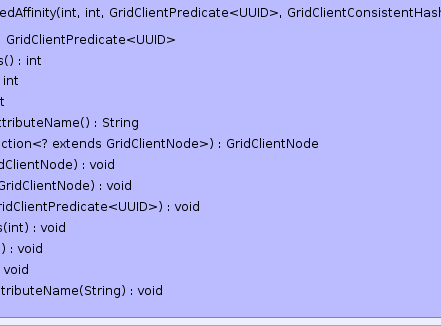 edAffinity(int, int, GridClientPredicate<UUID>, GridClientConsistentHash
GridClientPredicate<UUID>
s() : int
int
t
ttributeName() : String
ction<? extends GridClientNode>) : GridClientNode
dClientNode) : void
GridClientNode) : void
ridClientPredicate<UUID>) : void
s(int) : void
) : void
void
tributeName(String) : void